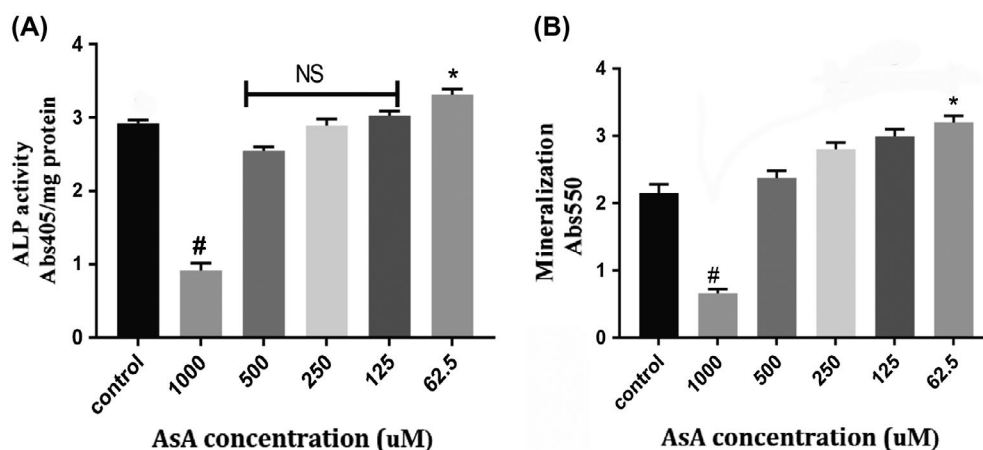 (A)
ALP activity
Abs405/mg protein
4
3
2
1
0
#
NS
*
control
1000
500
250
125
62.5
AsA concentration (uM)
(B)
Mineralization
Abs550
4
3
2
1
0
#
*
control
1000
500
250
125
62.5
AsA concentration (uM)